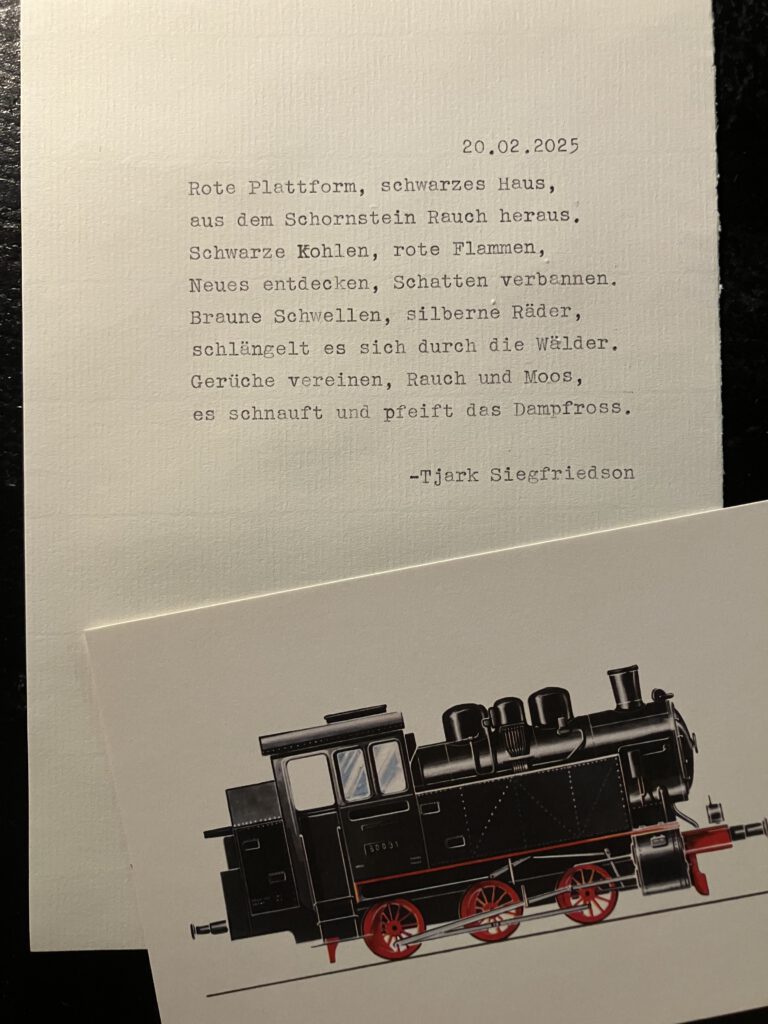 20.02.2025
Rote Plattform, schwarzes Haus,
aus dem Schornstein Rauch heraus.
Schwarze Kohlen, rote Flammen,
Neues entdecken, Schatten verbannen.
Braune Schwellen, silberne Räder,
schlängelt es sich durch die Wälder.
Gerüche vereinen, Rauch und Moos,
es schnauft und pfeift das Dampfross.
-Tjark Siegfriedson